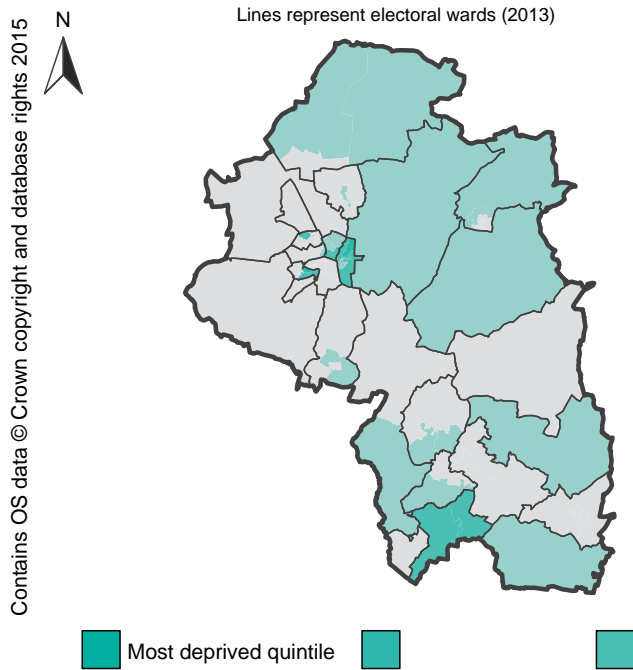 Lines represent electoral wards (2013)
N
Contains OS data © Crown copyright and database rights 2015
Most deprived quintile